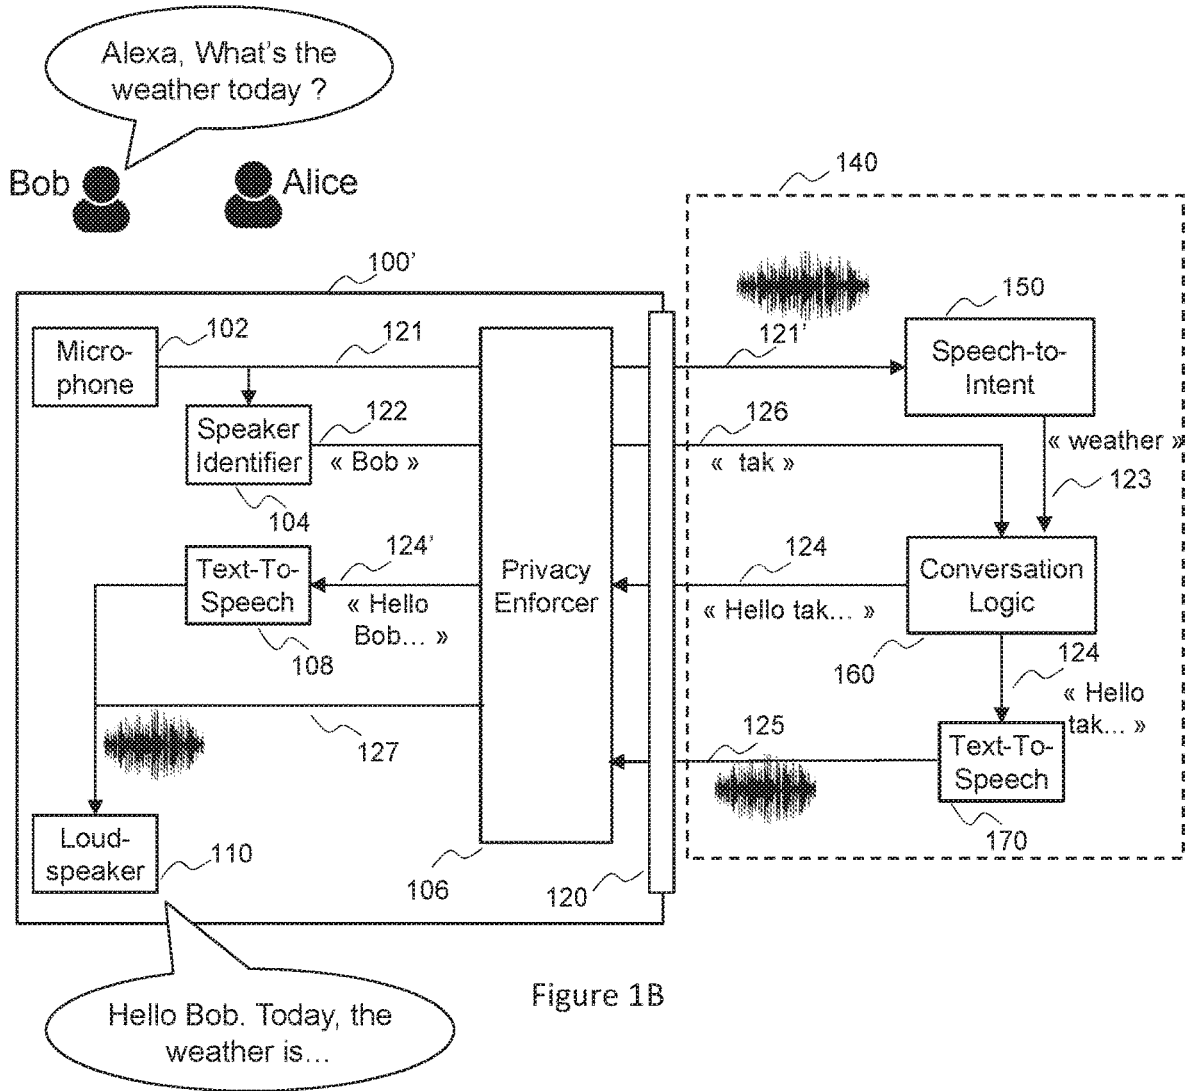 Alexa, What's the
weather today ?
Bob
Alice
140
100'
150
102
121
121'
Micro-
phone
Speech-to-
Intent
122
126
Speaker
Identifier
« Bob »
« tak »
« weather »
123
104
124'
124
Text-To-
Speech
Privacy
Enforcer
Conversation
Logic
« Hello
Bob... »
« Hello tak... »
108
160
124
« Hello
tak... »
127
125
Text-To-
Speech
Loud-
speaker
110
170
106
120
Figure 1B
Hello Bob. Today, the
weather is...